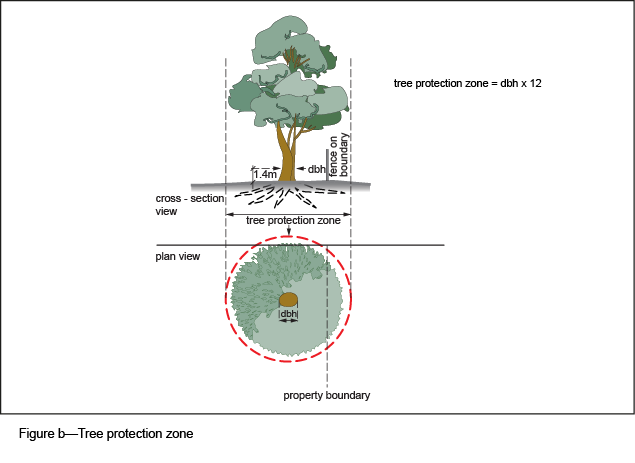 tree protection zone = dbh x 12
fence on
boundary
dbh
1.4m
cross - section
view
tree protection zone
plan view
dbh
property boundary
Figure b—Tree protection zone